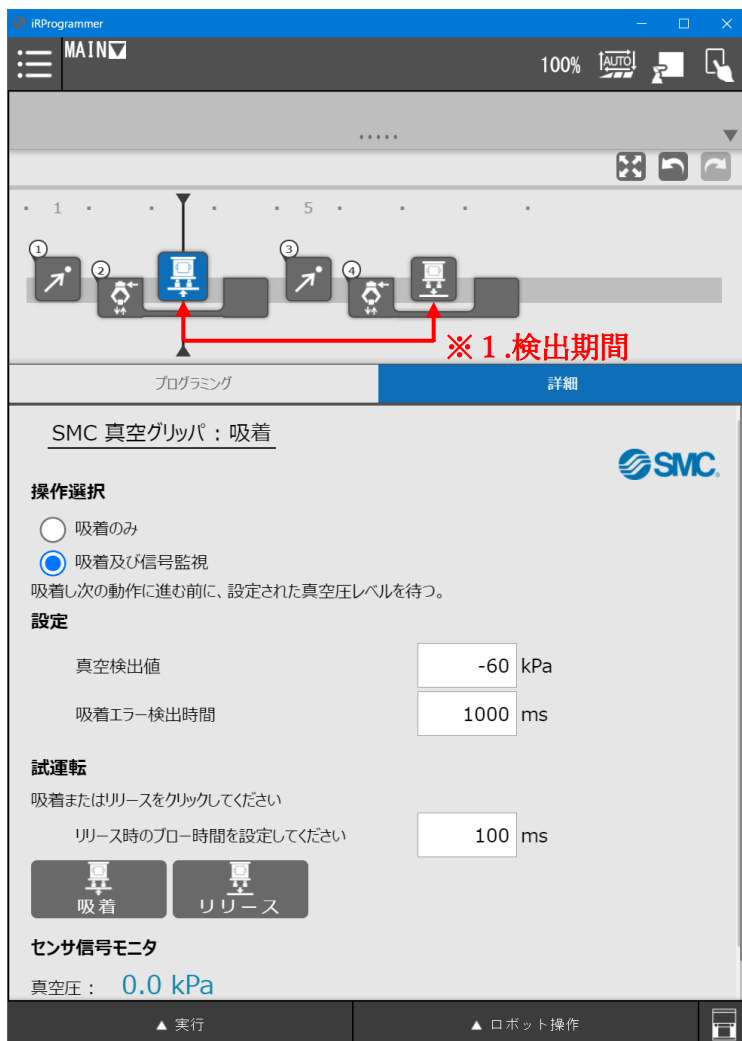 iRProgrammer
MAIN
100% AUTO
1 5
① ② ③ ④
※１.検出期間
プログラミング 詳細
SMC 真空グリッパ：吸着
SMC
操作選択
吸着のみ
吸着及び信号監視
吸着し次の動作に進む前に、設定された真空圧レベルを待つ。
設定
真空検出値 -60 kPa
吸着エラー検出時間 1000 ms
試運転
吸着またはリリースをクリックしてください
リリース時のブロー時間を設定してください 100 ms
吸着 リリース
センサ信号モニタ
真空圧： 0.0 kPa
▲ 実行 ▲ ロボット操作